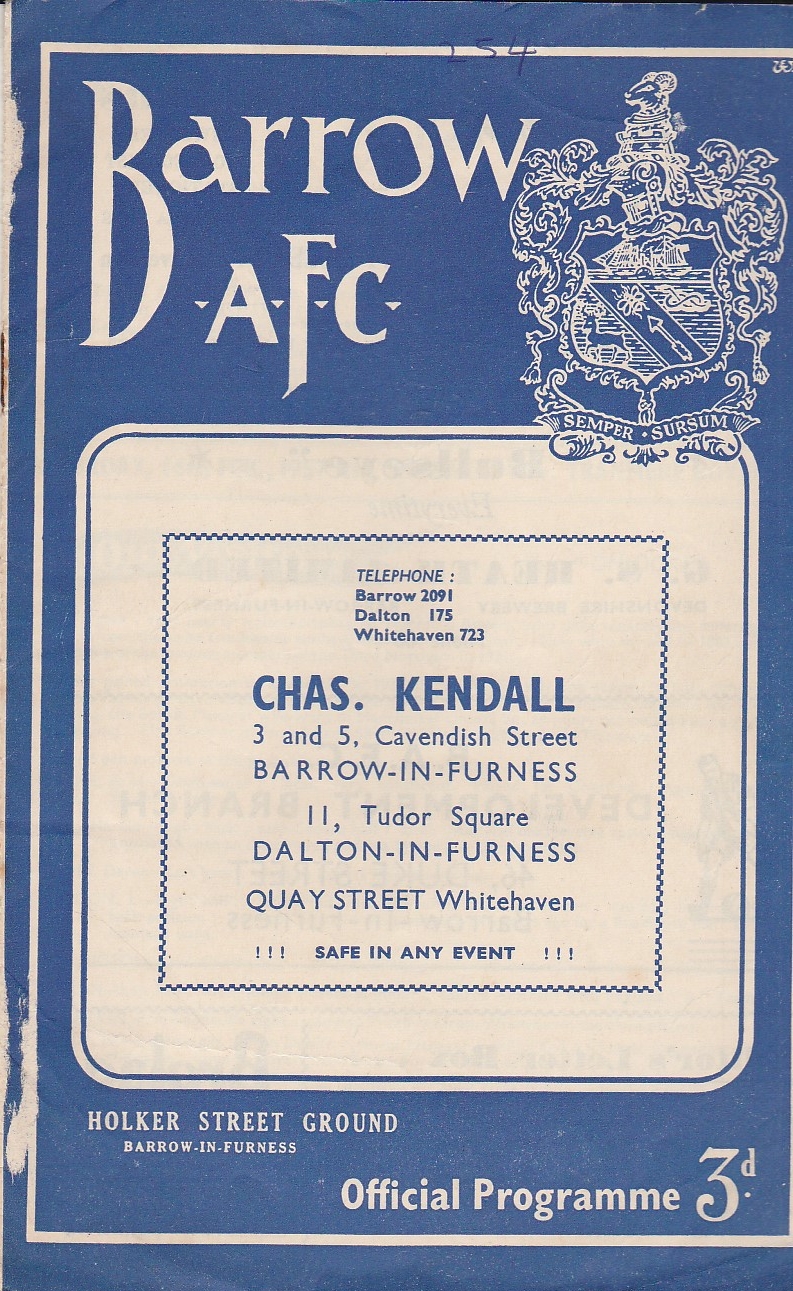 254
Barrow
A.F.C.
SEMPER • SURSUM
TELEPHONE :
Barrow 2091
Dalton 175
Whitehaven 723
CHAS. KENDALL
3 and 5, Cavendish Street
BARROW-IN-FURNESS
11, Tudor Square
DALTON-IN-FURNESS
QUAY STREET Whitehaven
!!! SAFE IN ANY EVENT !!!
HOLKER STREET GROUND
BARROW-IN-FURNESS
Official Programme 3d.